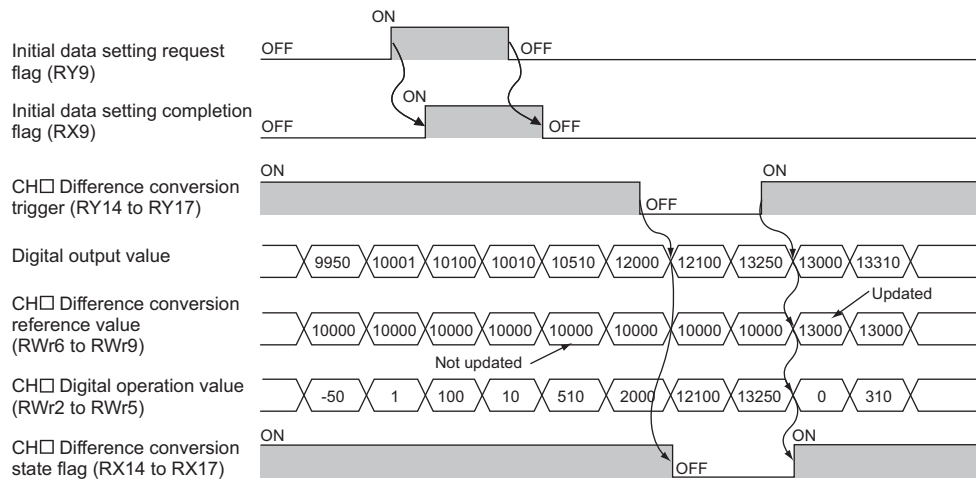 ON
Initial data setting request
flag (RY9)
OFF
OFF
ON
Initial data setting completion
flag (RX9)
OFF
OFF
ON
ON
CH□ Difference conversion
trigger (RY14 to RY17)
OFF
Digital output value
9950 10001 10100 10010 10510 12000 12100 13250 13000 13310
CH□ Difference conversion
reference value
(RWr6 to RWr9)
Updated
10000 10000 10000 10000 10000 10000 10000 10000 13000 13000
Not updated
CH□ Digital operation value
(RWr2 to RWr5)
-50 1 100 10 510 2000 12100 13250 0 310
ON
ON
CH□ Difference conversion
state flag (RX14 to RX17)
OFF